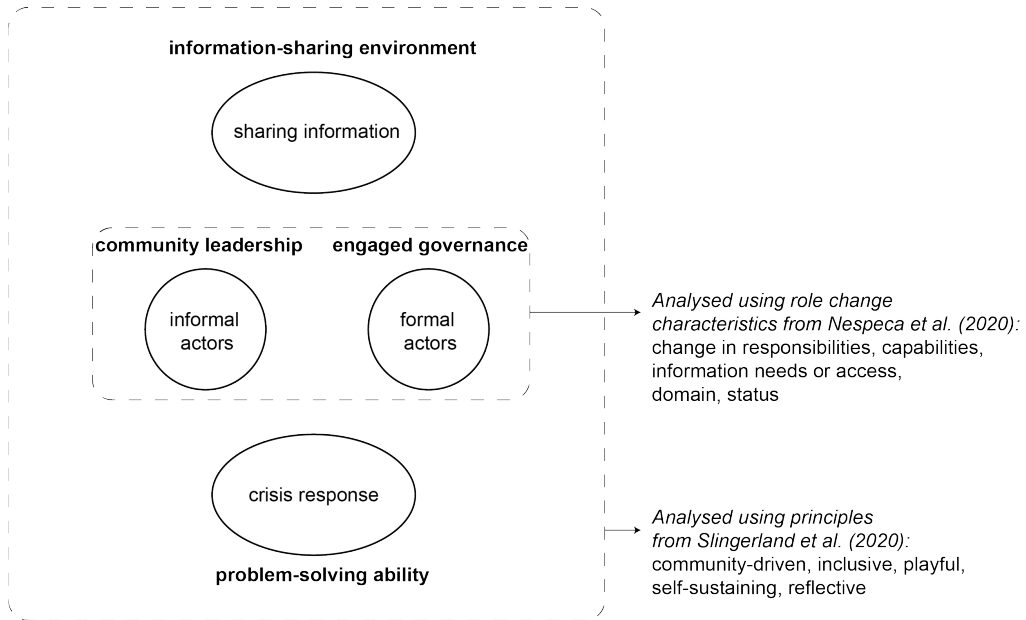 information-sharing environment
sharing information
community leadership
engaged governance
informal
actors
formal
actors
Analysed using role change
characteristics from Nespeca et al. (2020):
change in responsibilities, capabilities,
information needs or access,
domain, status
crisis response
problem-solving ability
Analysed using principles
from Slingerland et al. (2020):
community-driven, inclusive, playful,
self-sustaining, reflective